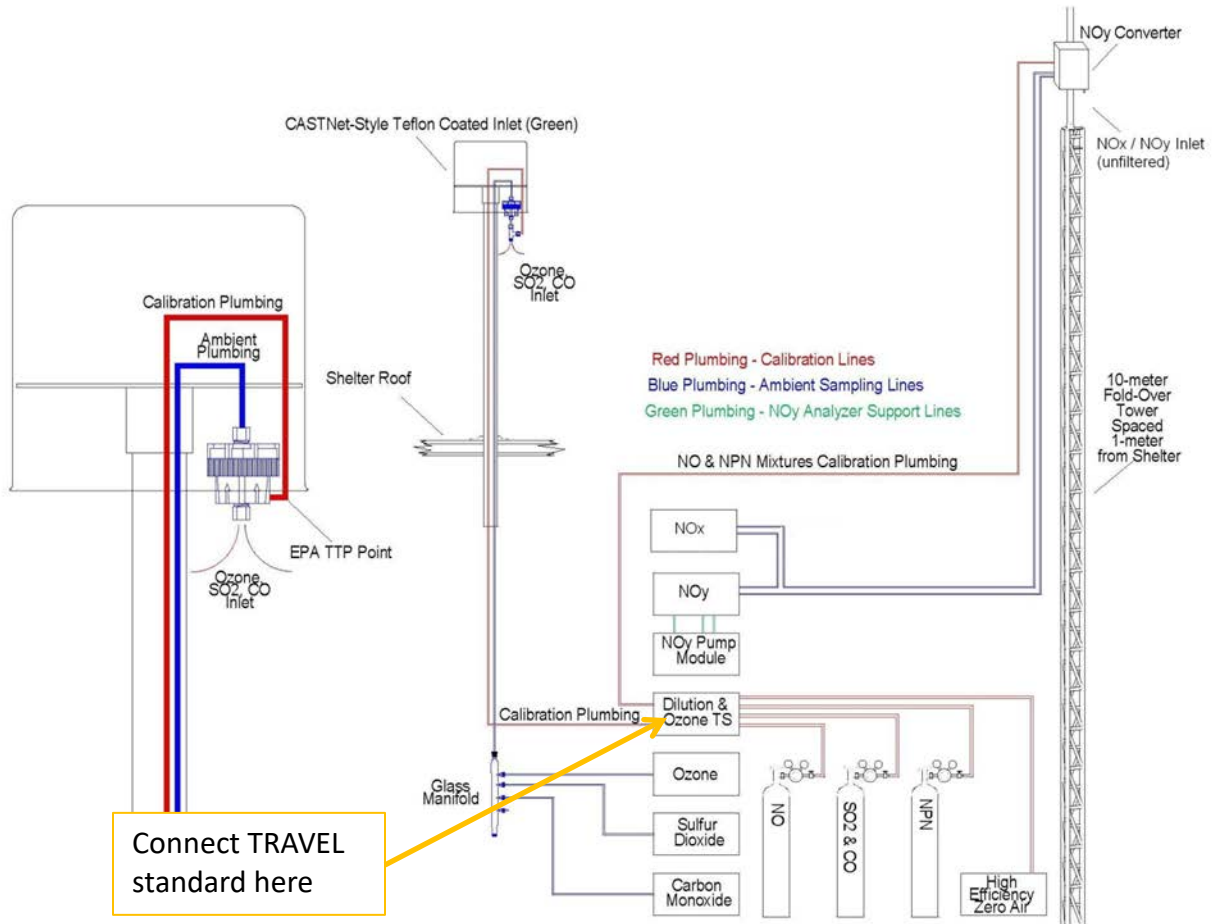 NOy Converter
CASTNet-Style Teflon Coated Inlet (Green)
NOx / NOy Inlet
(unfiltered)
Ozone,
SO2, CO
Inlet
Calibration Plumbing
Ambient
Plumbing
Shelter Roof
Red Plumbing - Calibration Lines
Blue Plumbing - Ambient Sampling Lines
Green Plumbing - NOy Analyzer Support Lines
10-meter
Fold-Over
Tower
Spaced
1-meter
from Shelter
NO & NPN Mixtures Calibration Plumbing
EPA TTP Point
Ozone,
SO2, CO
Inlet
NOx
NOy
NOy Pump
Module
Calibration Plumbing
Dilution &
Ozone TS
Glass
Manifold
Ozone
Sulfur
Dioxide
Carbon
Monoxide
NO
SO2 & CO
NPN
High
Efficiency
Zero Air
Connect TRAVEL
standard here